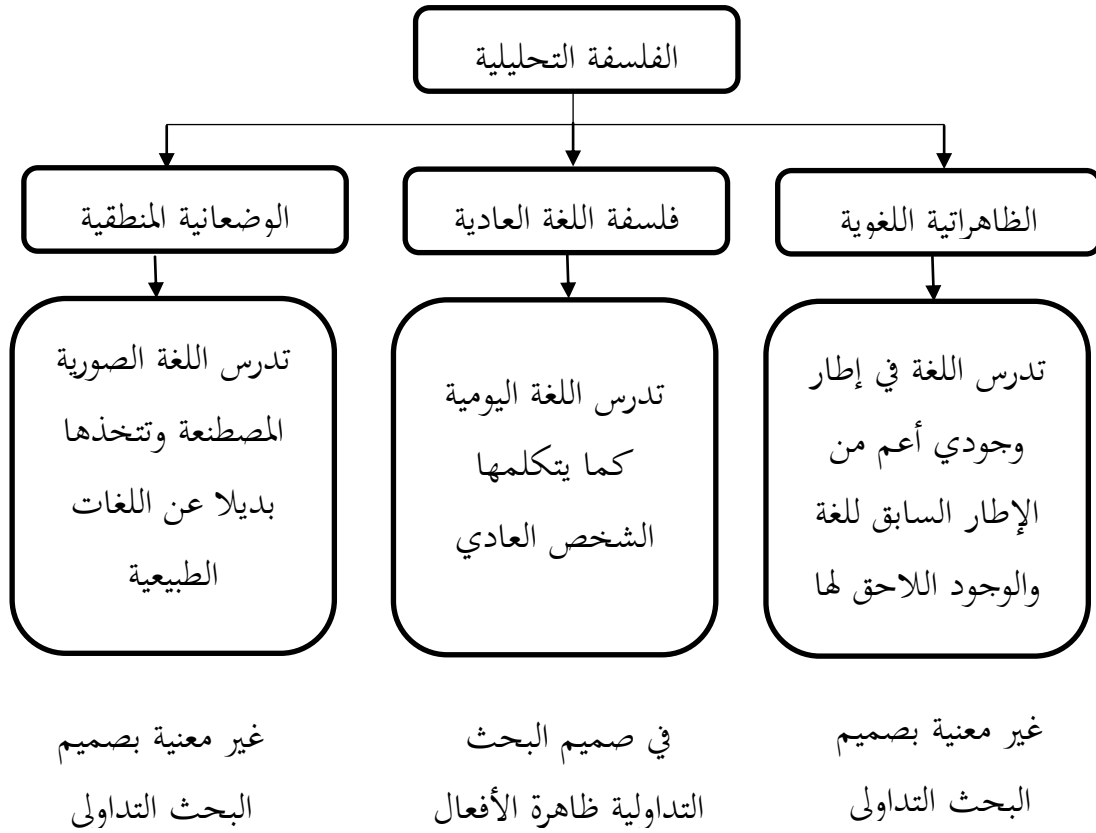 الفلسفة التحليلية
الظاهراتية اللغوية
فلسفة اللغة العادية
الوضعانية المنطقية
تدرس اللغة في إطار
وجودي أعم من
الإطار السابق للغة
والوجود اللاحق لها
تدرس اللغة اليومية
كما يتكلمها
الشخص العادي
تدرس اللغة الصورية
المصطنعة وتتخذها
بديلا عن اللغات
الطبيعية
غير معنية بصميم
البحث التداولي
في صميم البحث
التداولية ظاهرة الأفعال
غير معنية بصميم
البحث التداولي